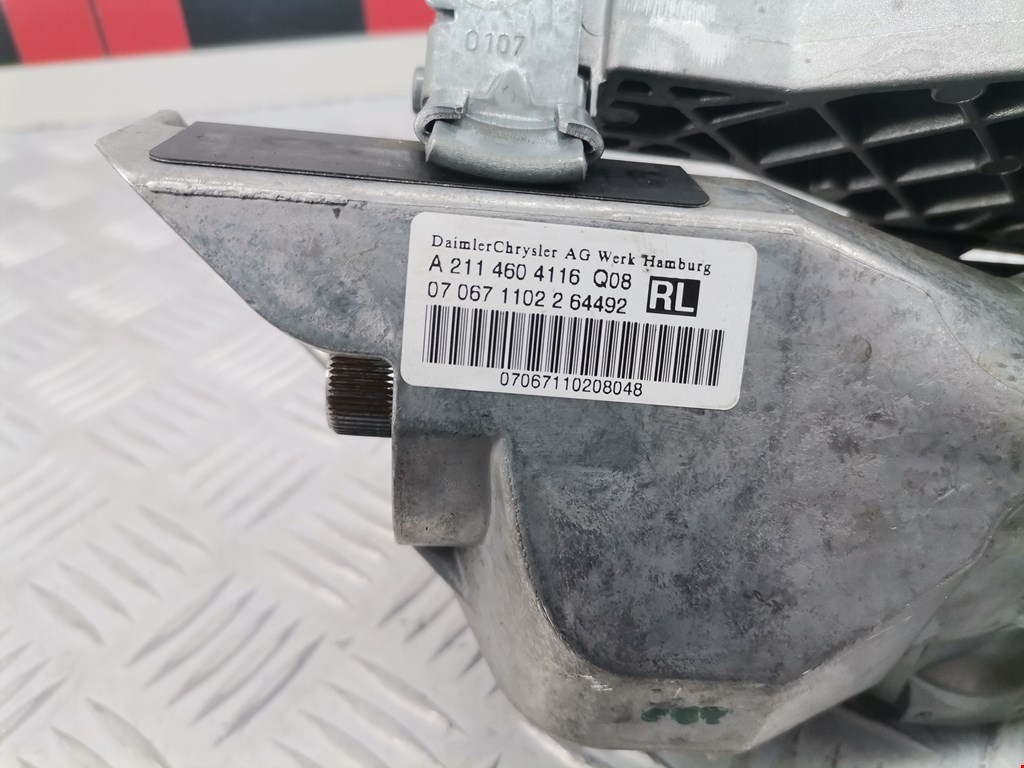 0107
DaimlerChrysler AG Werk Hamburg
A 211 460 4116 Q08
07 067 1102 2 64492 RL
07067110208048